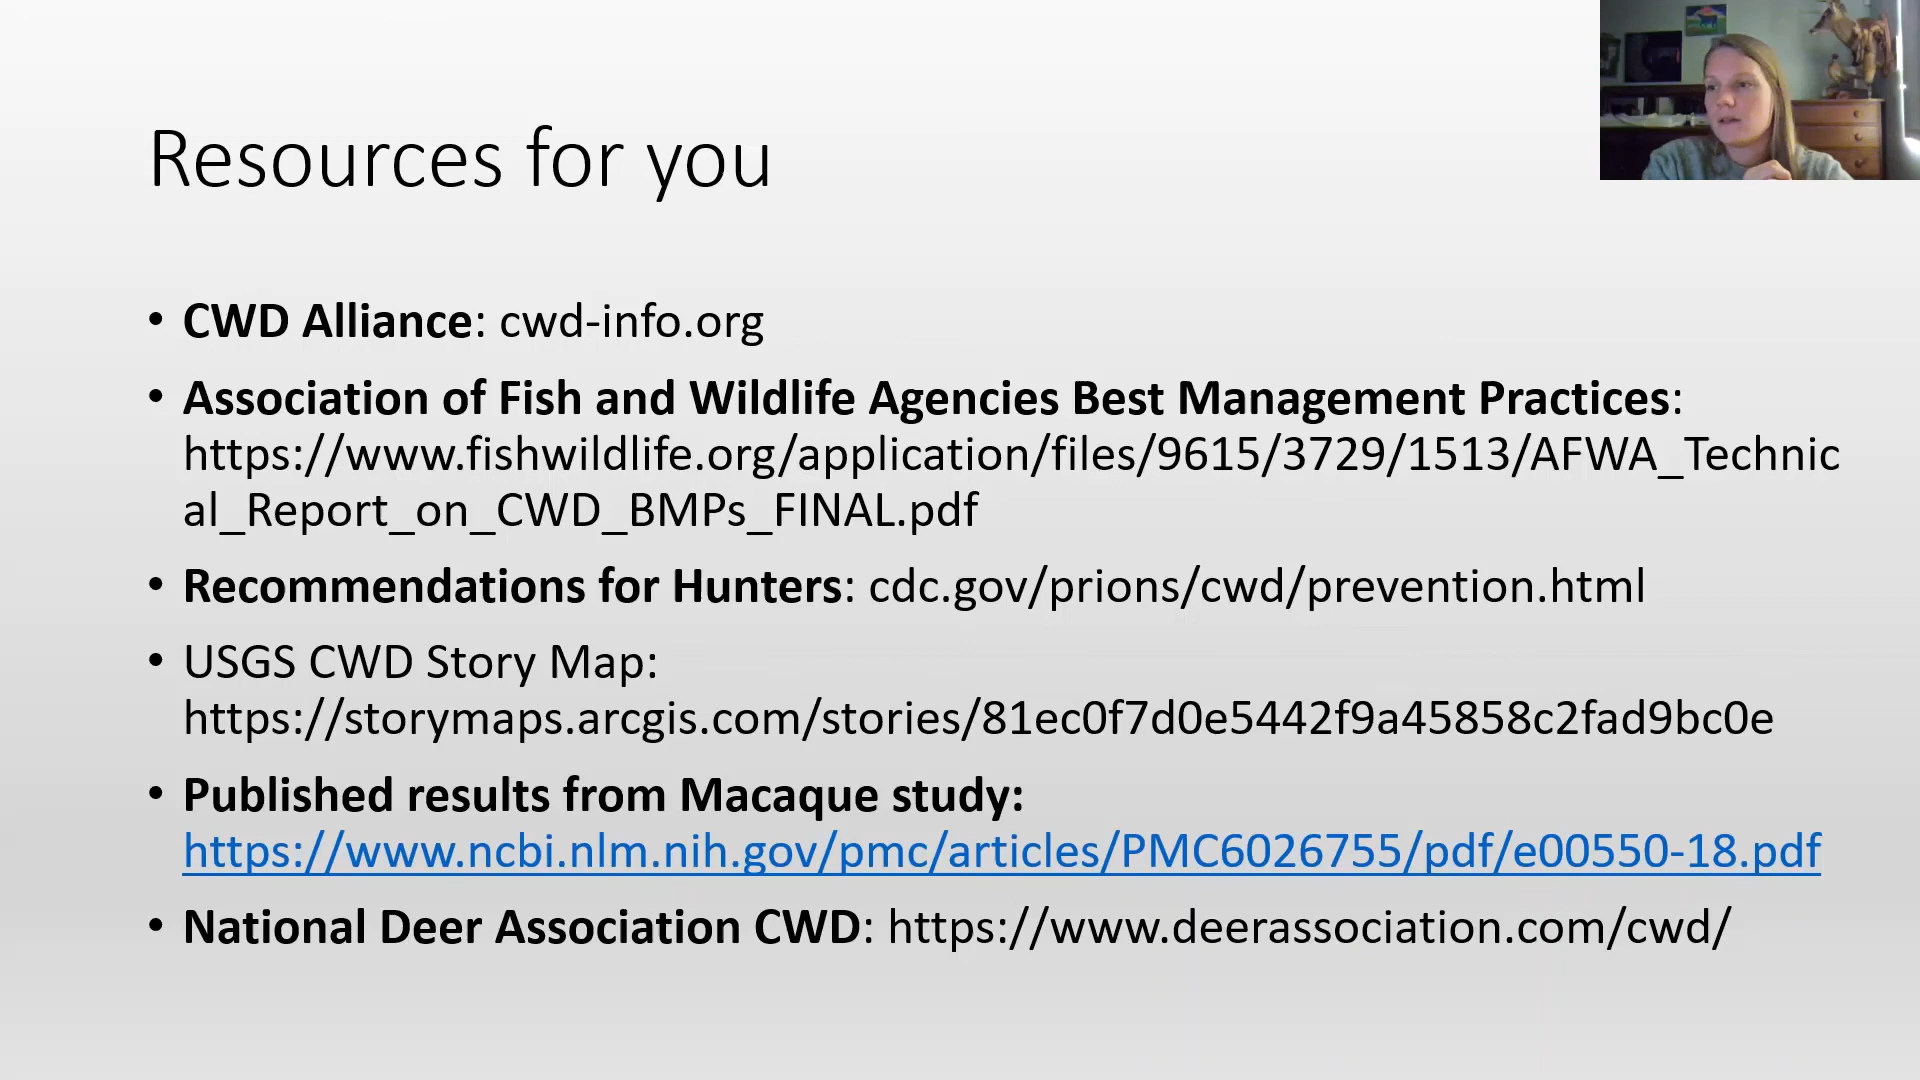 Resources for you
• CWD Alliance: cwd-info.org
• Association of Fish and Wildlife Agencies Best Management Practices:
https://www.fishwildlife.org/application/files/9615/3729/1513/AFWA_Technic
al_Report_on_CWD_BMPs_FINAL.pdf
• Recommendations for Hunters: cdc.gov/prions/cwd/prevention.html
• USGS CWD Story Map:
https://storymaps.arcgis.com/stories/81ec0f7d0e5442f9a45858c2fad9bc0e
• Published results from Macaque study:
https://www.ncbi.nlm.nih.gov/pmc/articles/PMC6026755/pdf/e00550-18.pdf
• National Deer Association CWD: https://www.deerassociation.com/cwd/